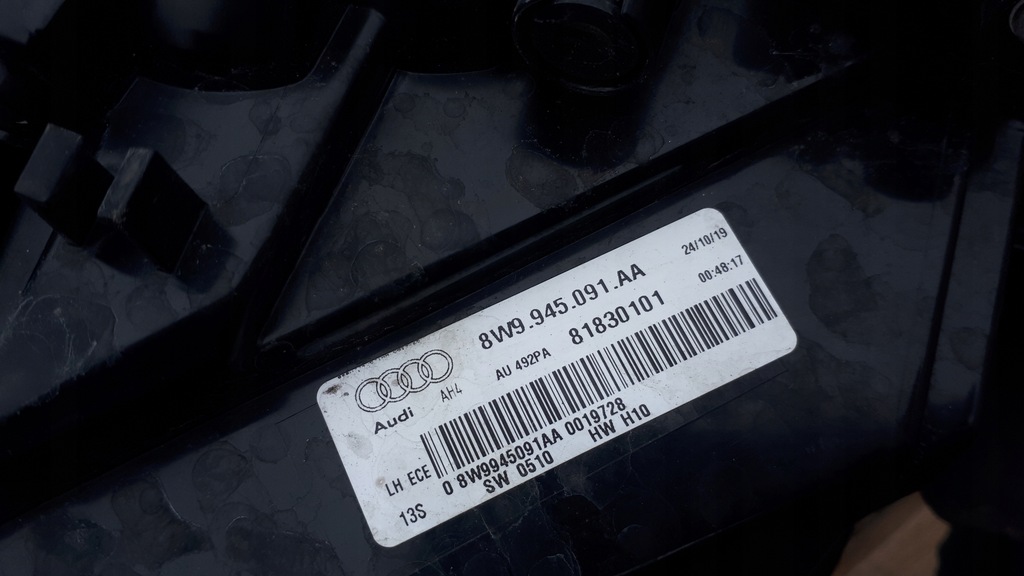 8W9.945.091.AA 24/10/19
AU 492PA 81830101 00:48:17
Audi
LH ECE
0 8W9945091AA 0019728
13S SW 0510 HW H10